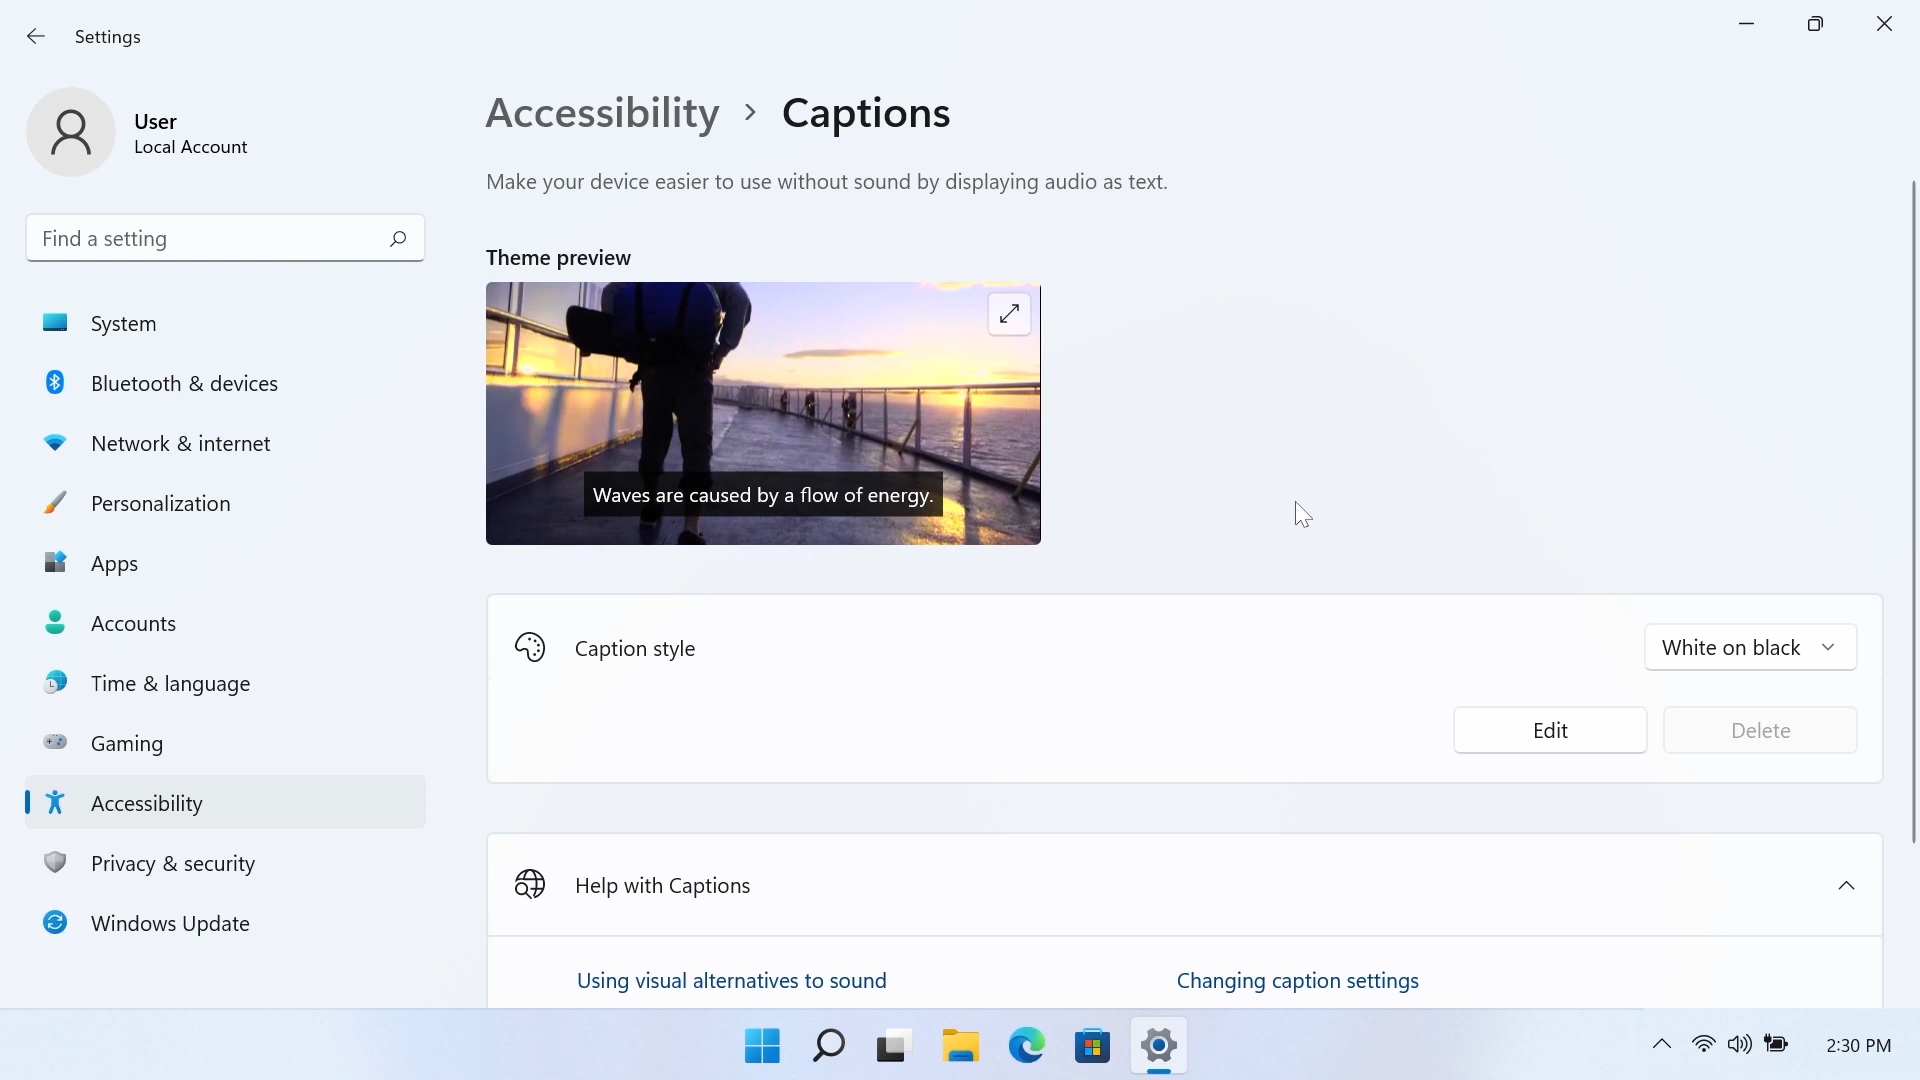 Settings
User
Local Account
Find a setting
System
Bluetooth & devices
Network & internet
Personalization
Apps
Accounts
Time & language
Gaming
Accessibility
Privacy & security
Windows Update
Accessibility > Captions
Make your device easier to use without sound by displaying audio as text.
Theme preview
Waves are caused by a flow of energy.
Caption style
White on black
Edit
Delete
Help with Captions
Using visual alternatives to sound
Changing caption settings
2:30 PM